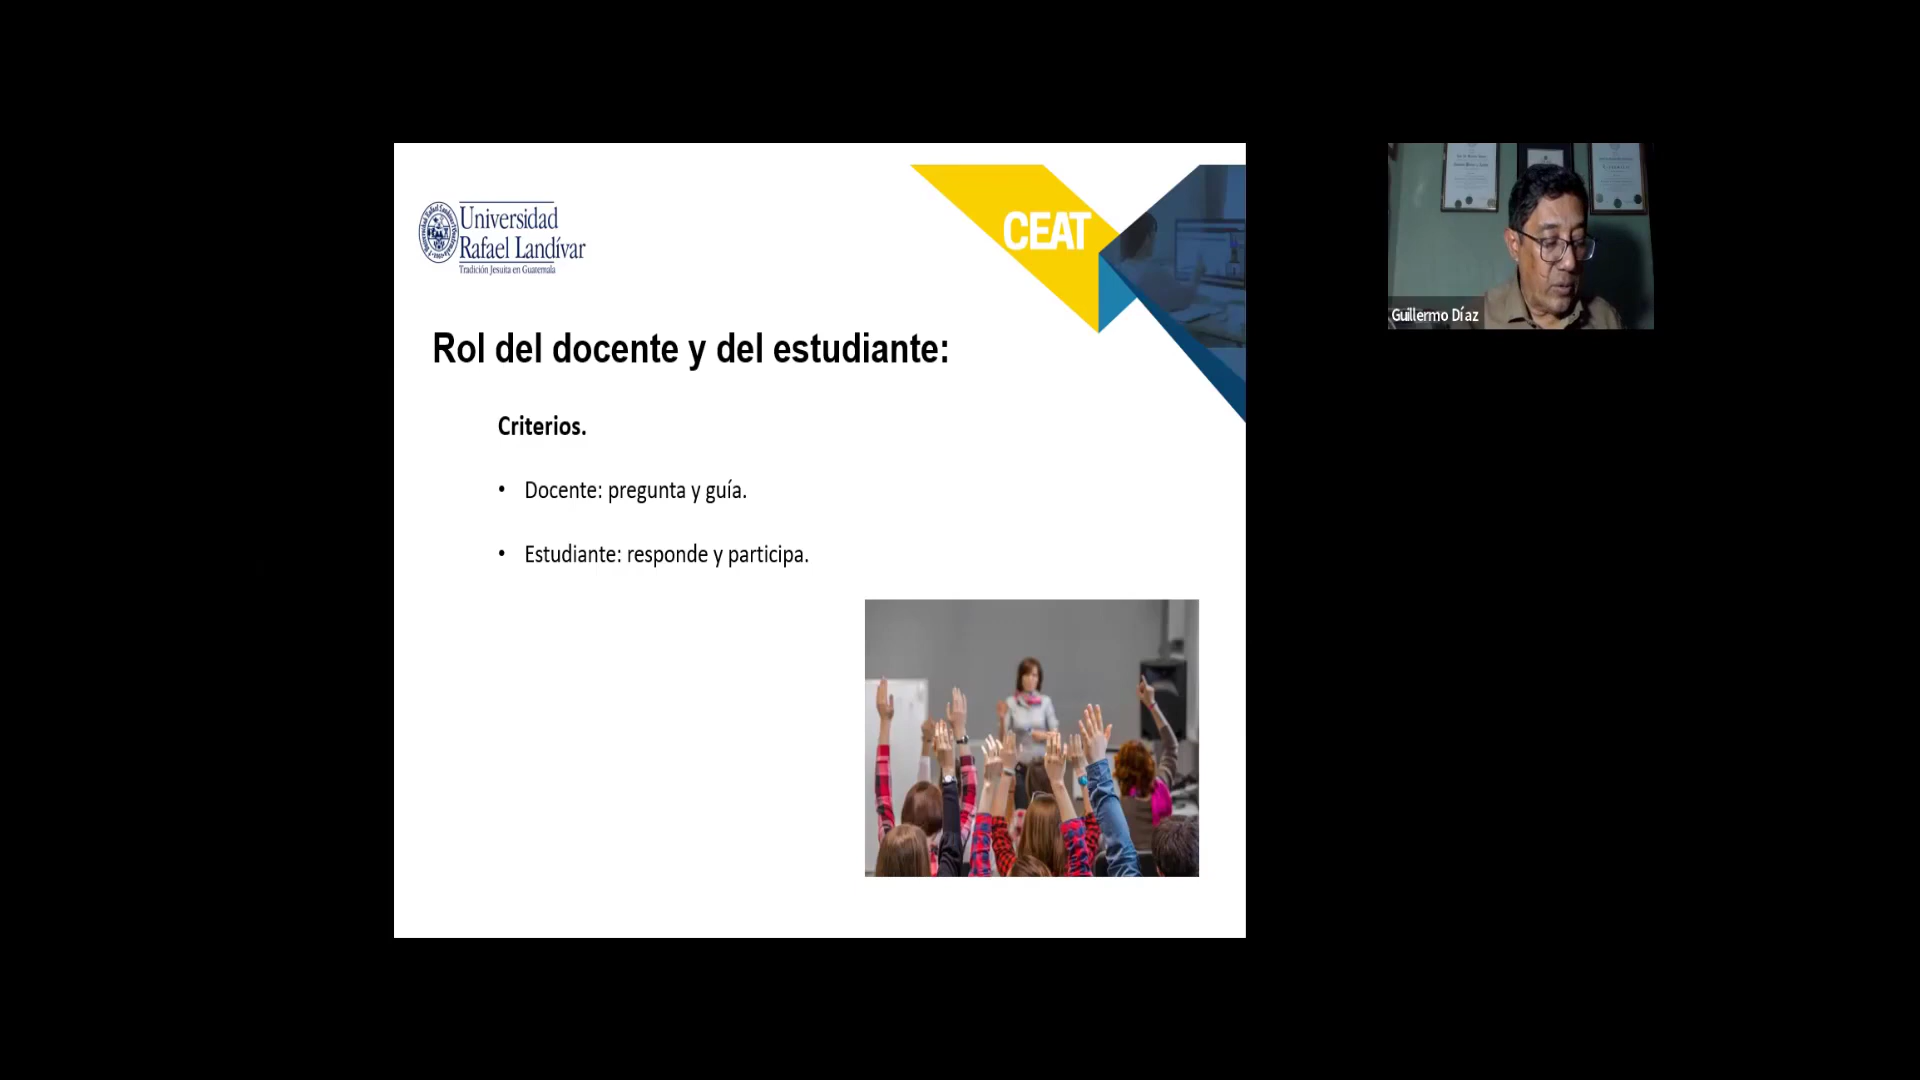 Universidad
Rafael Landívar
Tradición Jesuita en Guatemala
CEAT
Rol del docente y del estudiante:
Criterios.
• Docente: pregunta y guía.
• Estudiante: responde y participa.
Guillermo Díaz